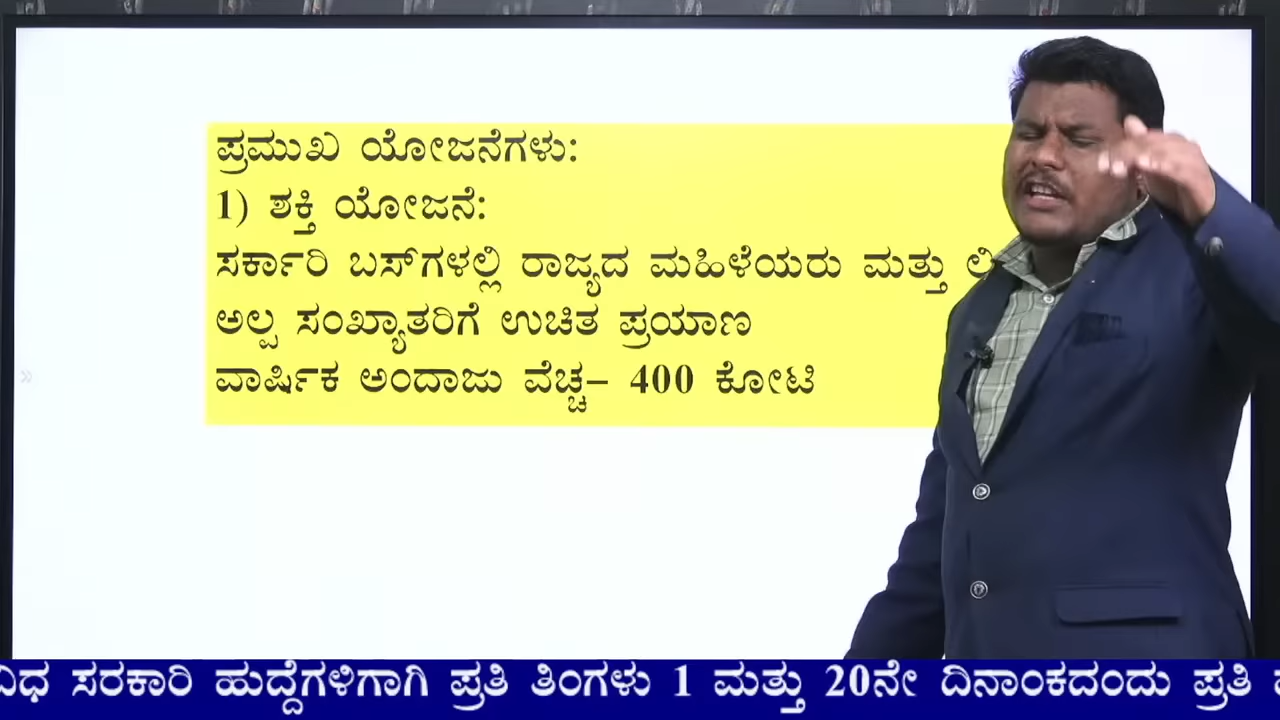 ಪ್ರಮುಖ ಯೋಜನೆಗಳು:
1) ಶಕ್ತಿ ಯೋಜನೆ:
ಸರ್ಕಾರಿ ಬಸ್‌ಗಳಲ್ಲಿ ರಾಜ್ಯದ ಮಹಿಳೆಯರು ಮತ್ತು
ಅಲ್ಪ ಸಂಖ್ಯಾತರಿಗೆ ಉಚಿತ ಪ್ರಯಾಣ
ವಾರ್ಷಿಕ ಅಂದಾಜು ವೆಚ್ಚ– 400 ಕೋಟಿ
ಸರಕಾರಿ ಹುದ್ದೆಗಳಿಗಾಗಿ ಪ್ರತಿ ತಿಂಗಳು 1 ಮತ್ತು 20ನೇ ದಿನಾಂಕದಂದು ಪ್ರತಿ